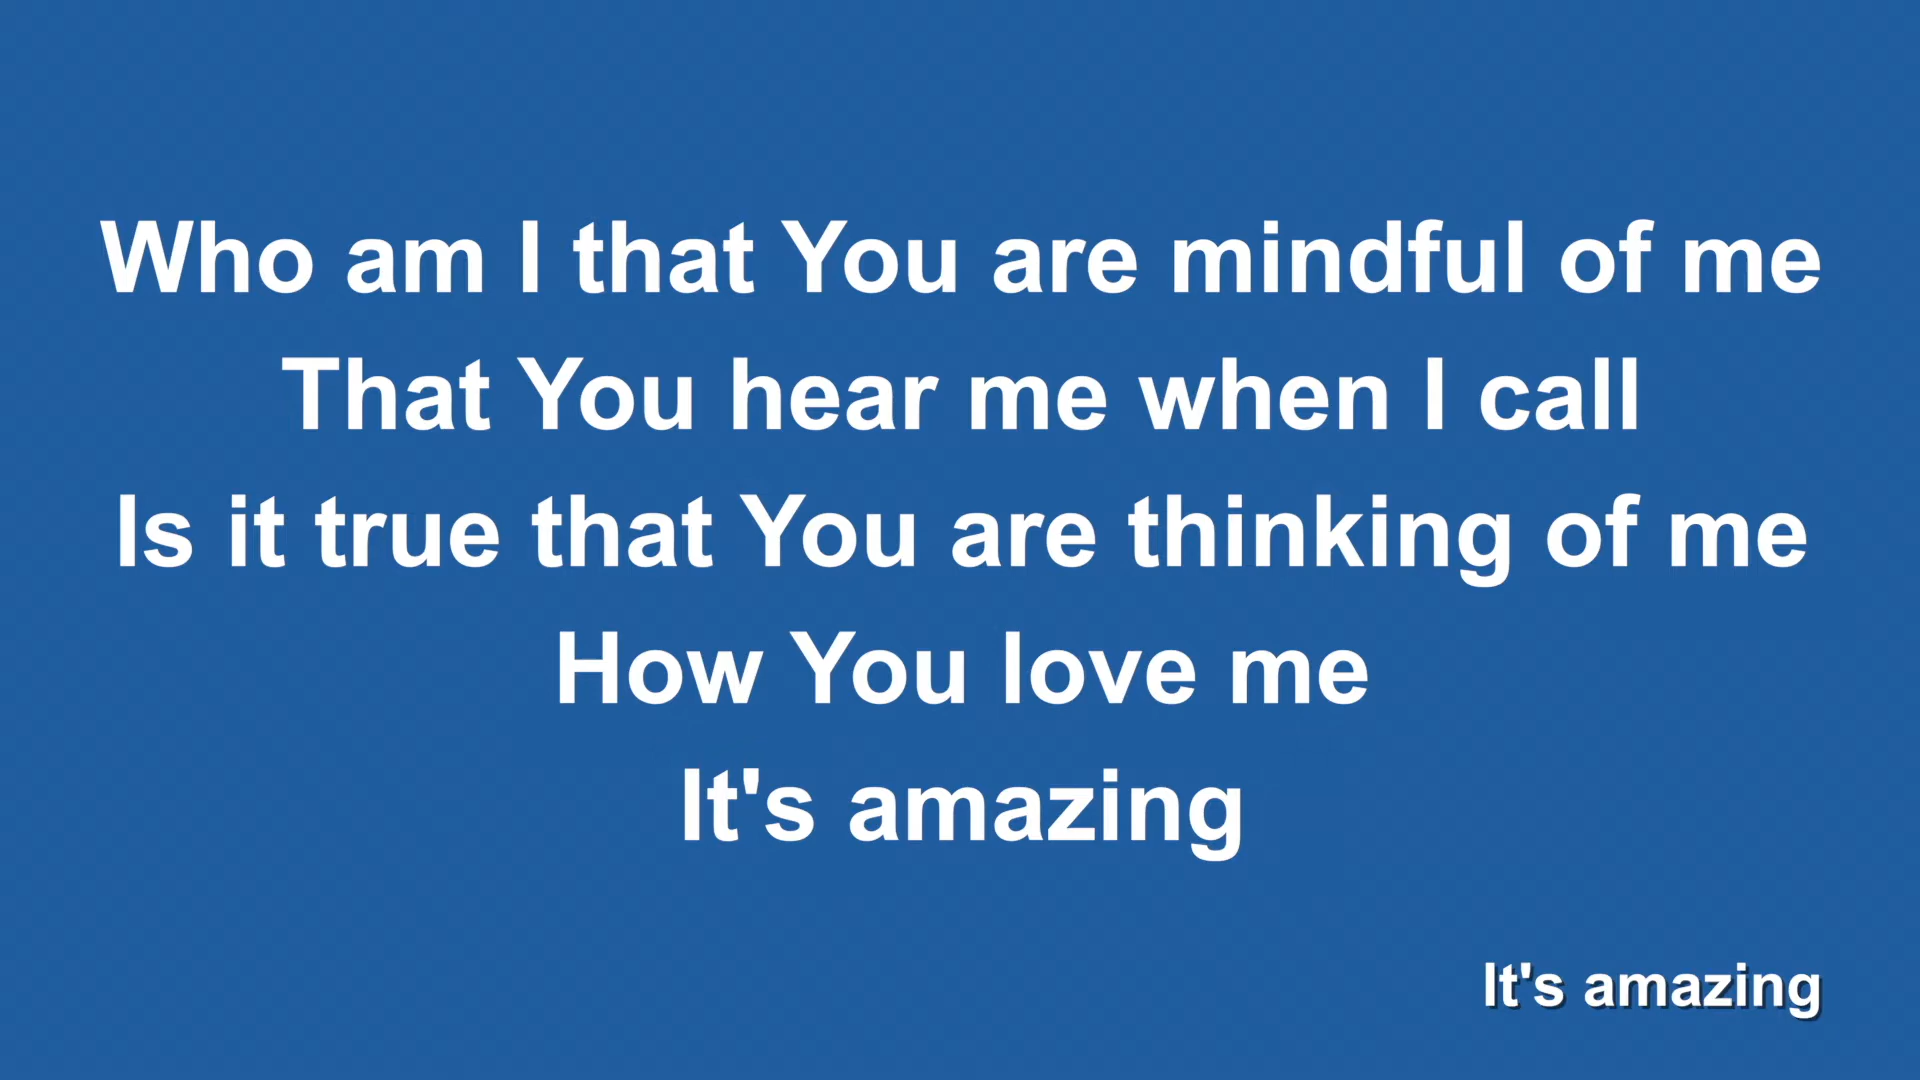 Who am I that You are mindful of me
That You hear me when I call
Is it true that You are thinking of me
How You love me
It's amazing
It's amazing